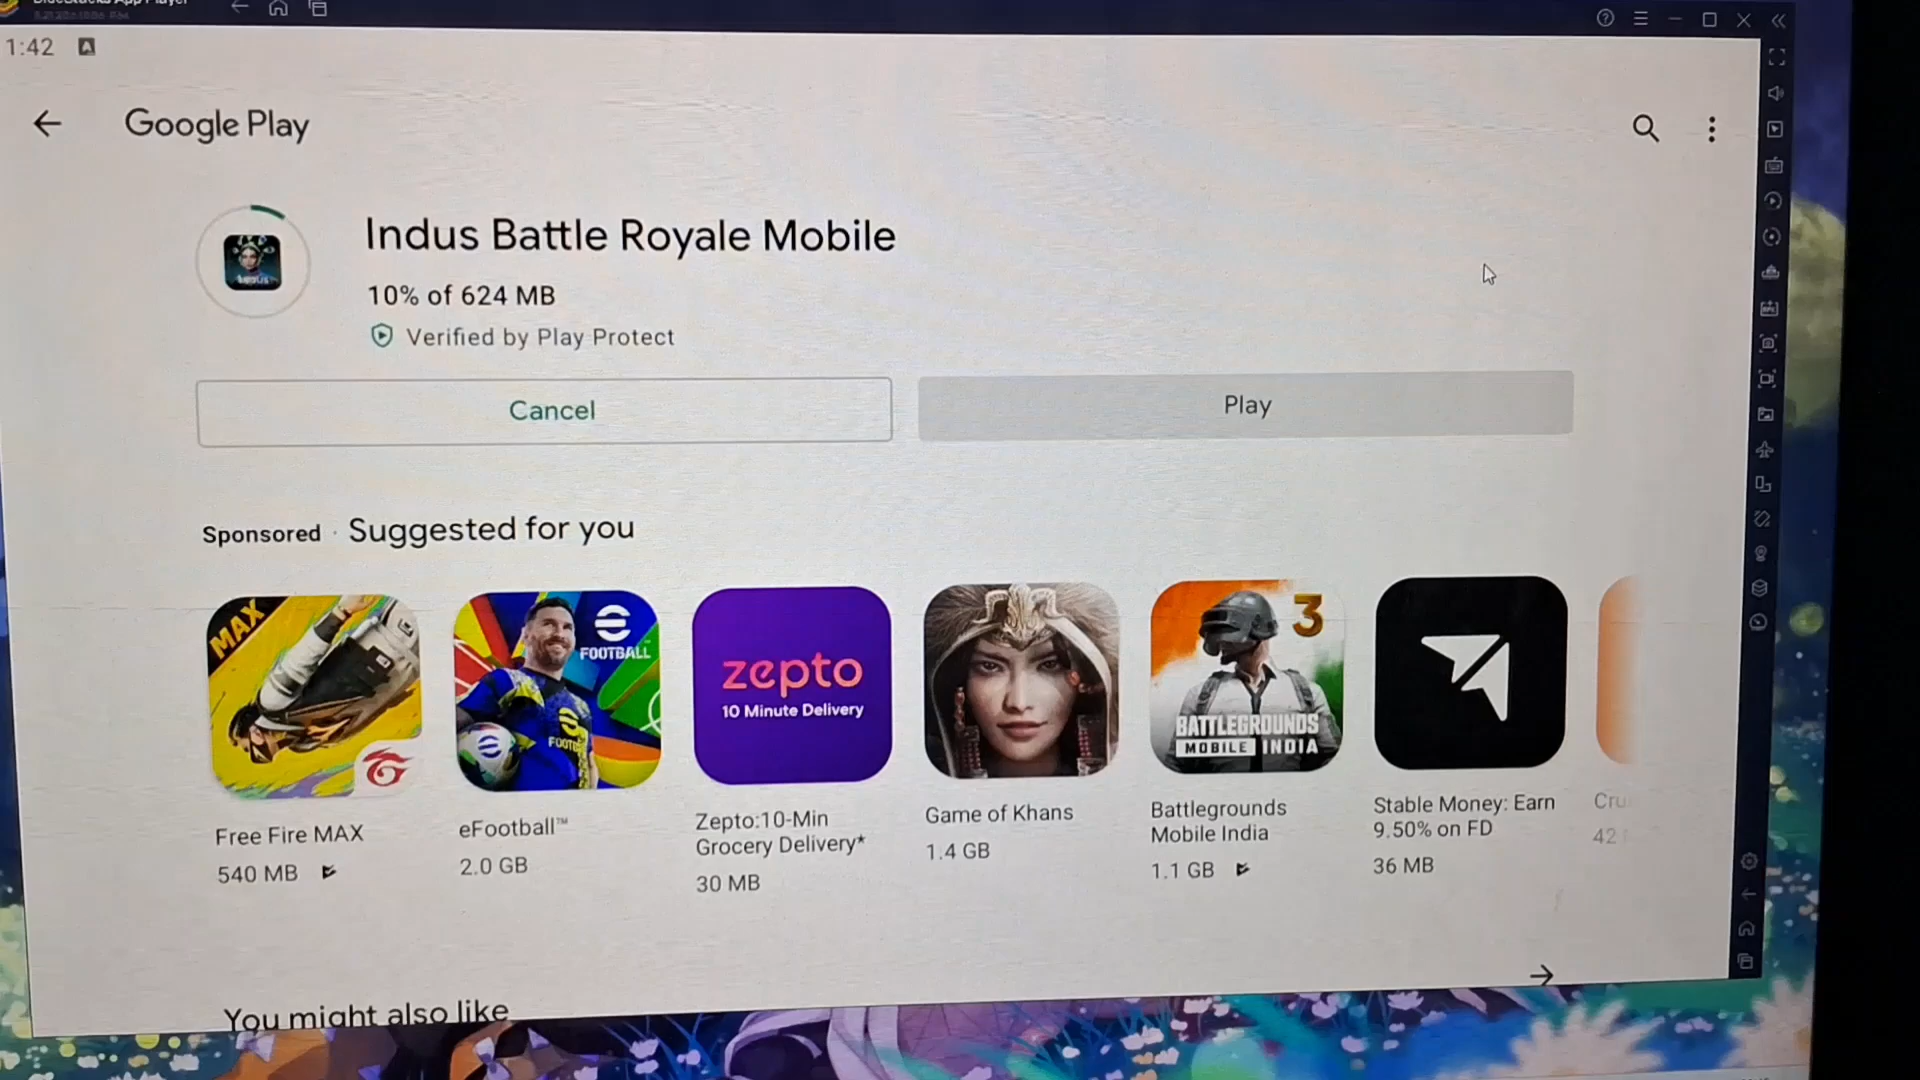 1:42
Google Play
Indus Battle Royale Mobile
10% of 624 MB
Verified by Play Protect
Cancel
Play
Sponsored · Suggested for you
MAX
FOOTBALL
zepto
10 Minute Delivery
3
BATTLEGROUNDS
MOBILE INDIA
Free Fire MAX
540 MB
eFootball™
2.0 GB
Zepto:10-Min
Grocery Delivery*
30 MB
Game of Khans
1.4 GB
Battlegrounds
Mobile India
1.1 GB
Stable Money: Earn
9.50% on FD
36 MB
Cru
42
You might also like